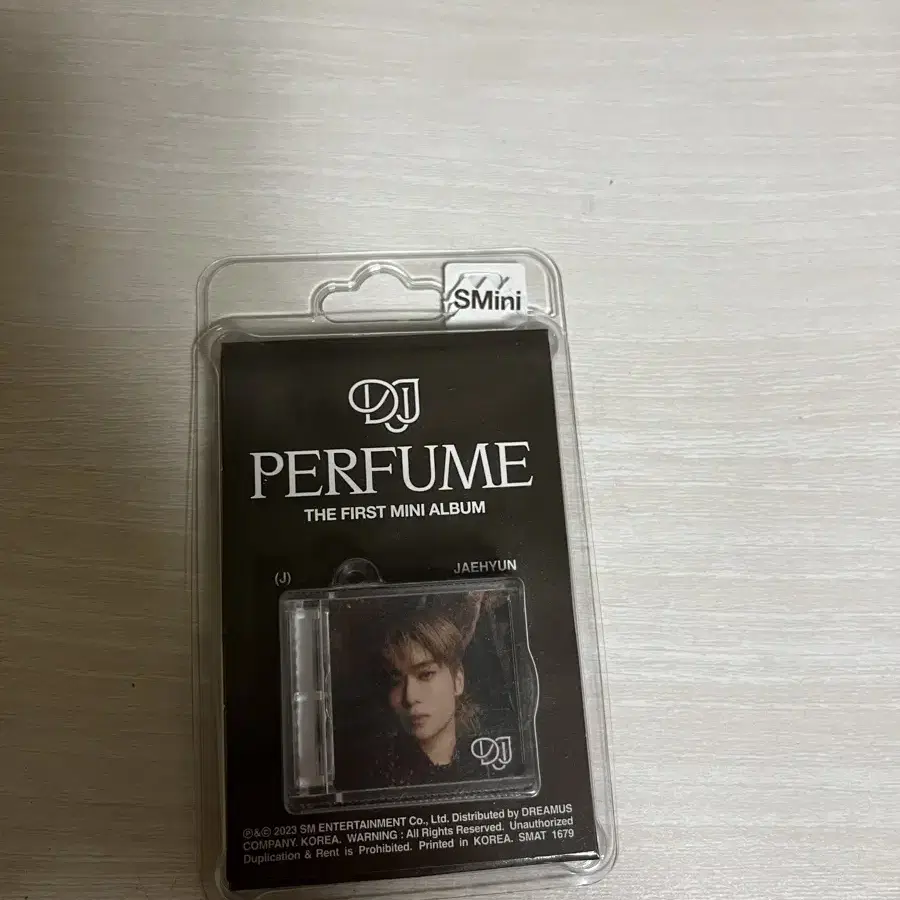 SMini
DJJ
PERFUME
THE FIRST MINI ALBUM
(J)
JAEHYUN
DJJ
℗&© 2023 SM ENTERTAINMENT Co., Ltd. Distributed by DREAMUS
COMPANY. KOREA. WARNING : All Rights Reserved. Unauthorized
Duplication & Rent is Prohibited. Printed in KOREA. SMAT 1679